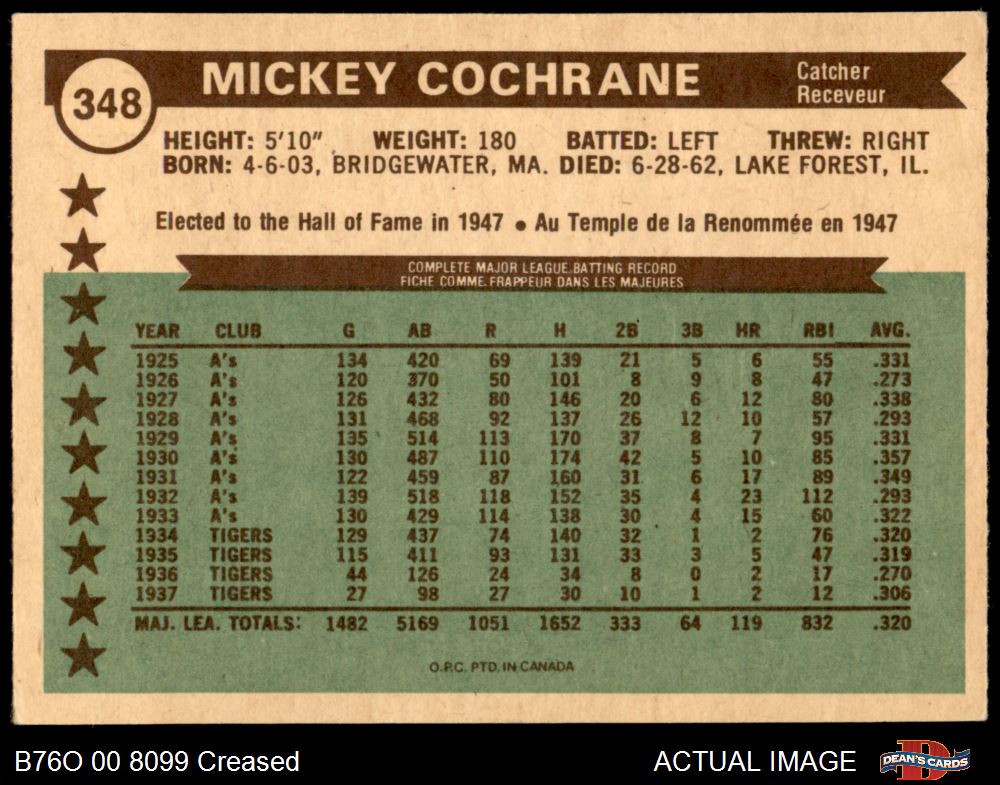 348
MICKEY COCHRANE
Catcher
Receveur
HEIGHT: 5'10" WEIGHT: 180 BATTED: LEFT THREW: RIGHT
BORN: 4-6-03, BRIDGEWATER, MA. DIED: 6-28-62, LAKE FOREST, IL.
Elected to the Hall of Fame in 1947 • Au Temple de la Renommée en 1947
COMPLETE MAJOR LEAGUE BATTING RECORD
FICHE COMME FRAPPEUR DANS LES MAJEURES
YEAR CLUB G AB R H 2B 3B HR RBI AVG.
1925 A's 134 420 69 139 21 5 6 55 .331
1926 A's 120 370 50 101 8 9 8 47 .273
1927 A's 126 432 80 146 20 6 12 80 .338
1928 A's 131 468 92 137 26 12 10 57 .293
1929 A's 135 514 113 170 37 8 7 95 .331
1930 A's 130 487 110 174 42 5 10 85 .357
1931 A's 122 459 87 160 31 6 17 89 .349
1932 A's 139 518 118 152 35 4 23 112 .293
1933 A's 130 429 114 138 30 4 15 60 .322
1934 TIGERS 129 437 74 140 32 1 2 76 .320
1935 TIGERS 115 411 93 131 33 3 5 47 .319
1936 TIGERS 44 126 24 34 8 0 2 17 .270
1937 TIGERS 27 98 27 30 10 1 2 12 .306
MAJ. LEA. TOTALS: 1482 5169 1051 1652 333 64 119 832 .320
O.P.C. PTD. IN CANADA
B76O 00 8099 Creased
ACTUAL IMAGE
DEAN'S CARDS